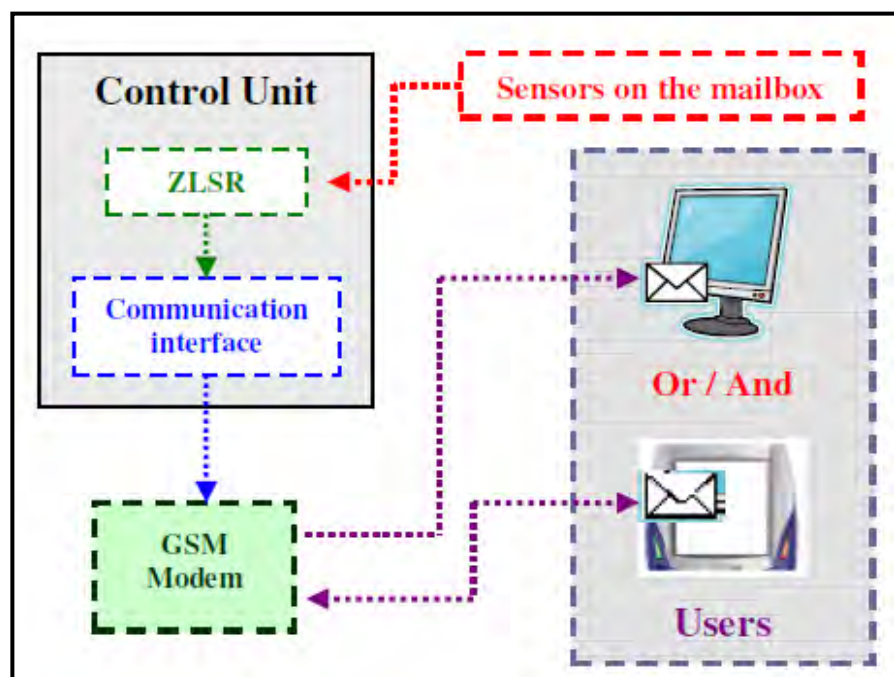 Control Unit
Sensors on the mailbox
ZLSR
Communication
interface
Or / And
GSM
Modem
Users